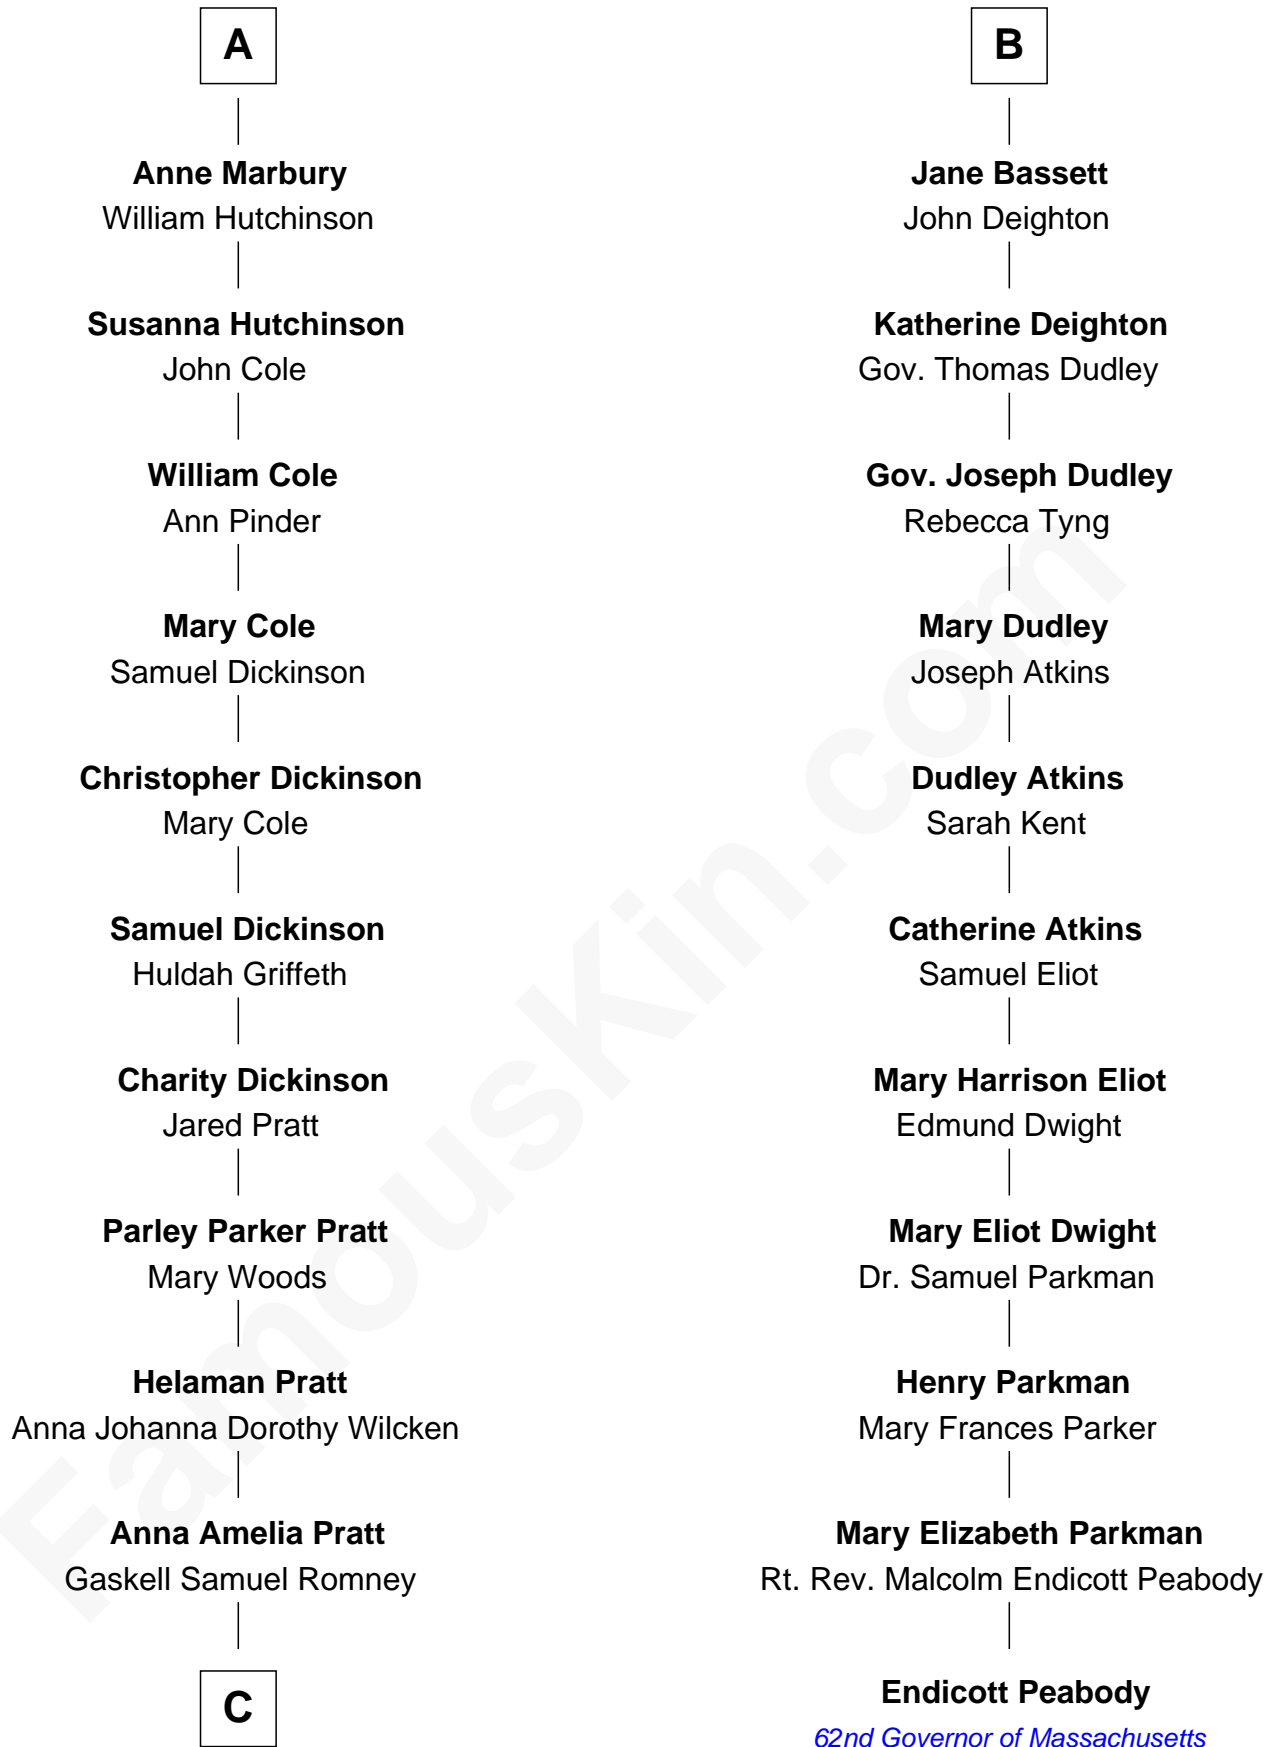 A
Anne Marbury
William Hutchinson
Susanna Hutchinson
John Cole
William Cole
Ann Pinder
Mary Cole
Samuel Dickinson
Christopher Dickinson
Mary Cole
Samuel Dickinson
Huldah Griffeth
Charity Dickinson
Jared Pratt
Parley Parker Pratt
Mary Woods
Helaman Pratt
Anna Johanna Dorothy Wilcken
Anna Amelia Pratt
Gaskell Samuel Romney
C
B
Jane Bassett
John Deighton
Katherine Deighton
Gov. Thomas Dudley
Gov. Joseph Dudley
Rebecca Tyng
Mary Dudley
Joseph Atkins
Dudley Atkins
Sarah Kent
Catherine Atkins
Samuel Eliot
Mary Harrison Eliot
Edmund Dwight
Mary Eliot Dwight
Dr. Samuel Parkman
Henry Parkman
Mary Frances Parker
Mary Elizabeth Parkman
Rt. Rev. Malcolm Endicott Peabody
Endicott Peabody
62nd Governor of Massachusetts
FamousKin.com